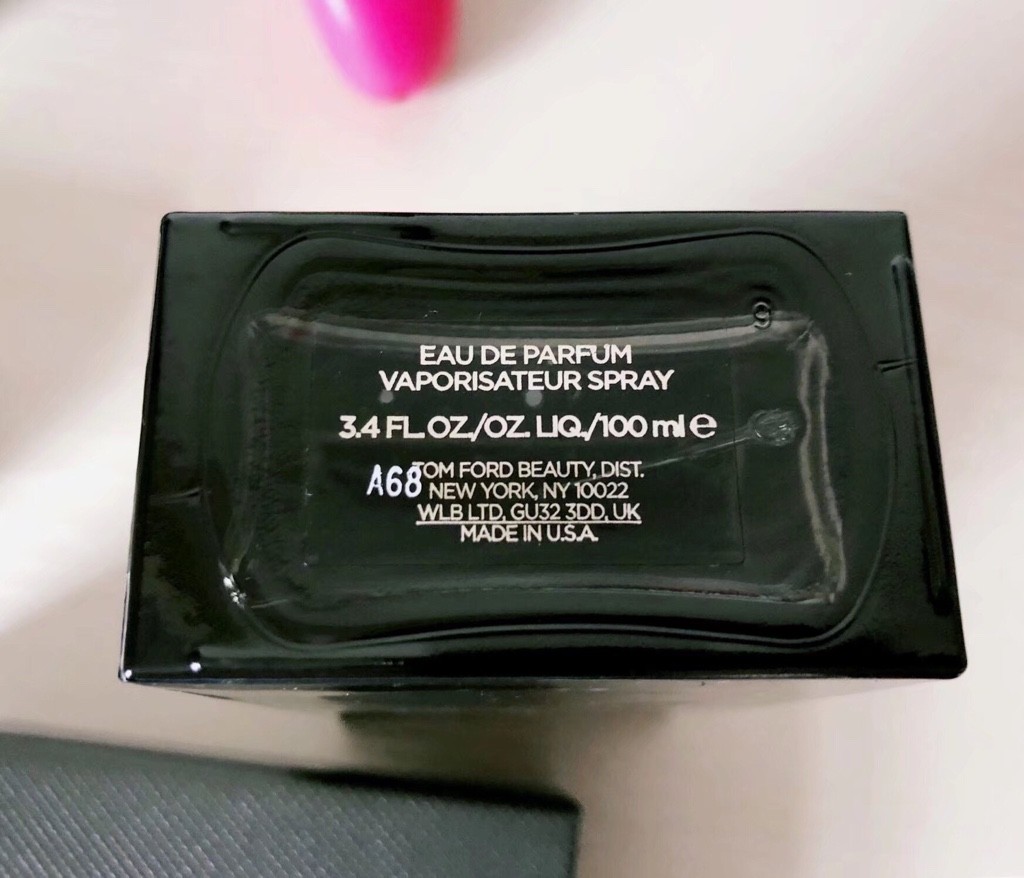 9
EAU DE PARFUM
VAPORISATEUR SPRAY
3.4 FL. OZ./OZ. LIQ./100 ml e
A68
TOM FORD BEAUTY, DIST.
NEW YORK, NY 10022
WLB LTD, GU32 3DD, UK
MADE IN U.S.A.